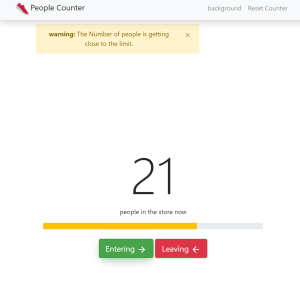 People Counter
background Reset Counter
warning: The Number of people is getting
close to the limit.
×
21
people in the store now
Entering →
Leaving ←